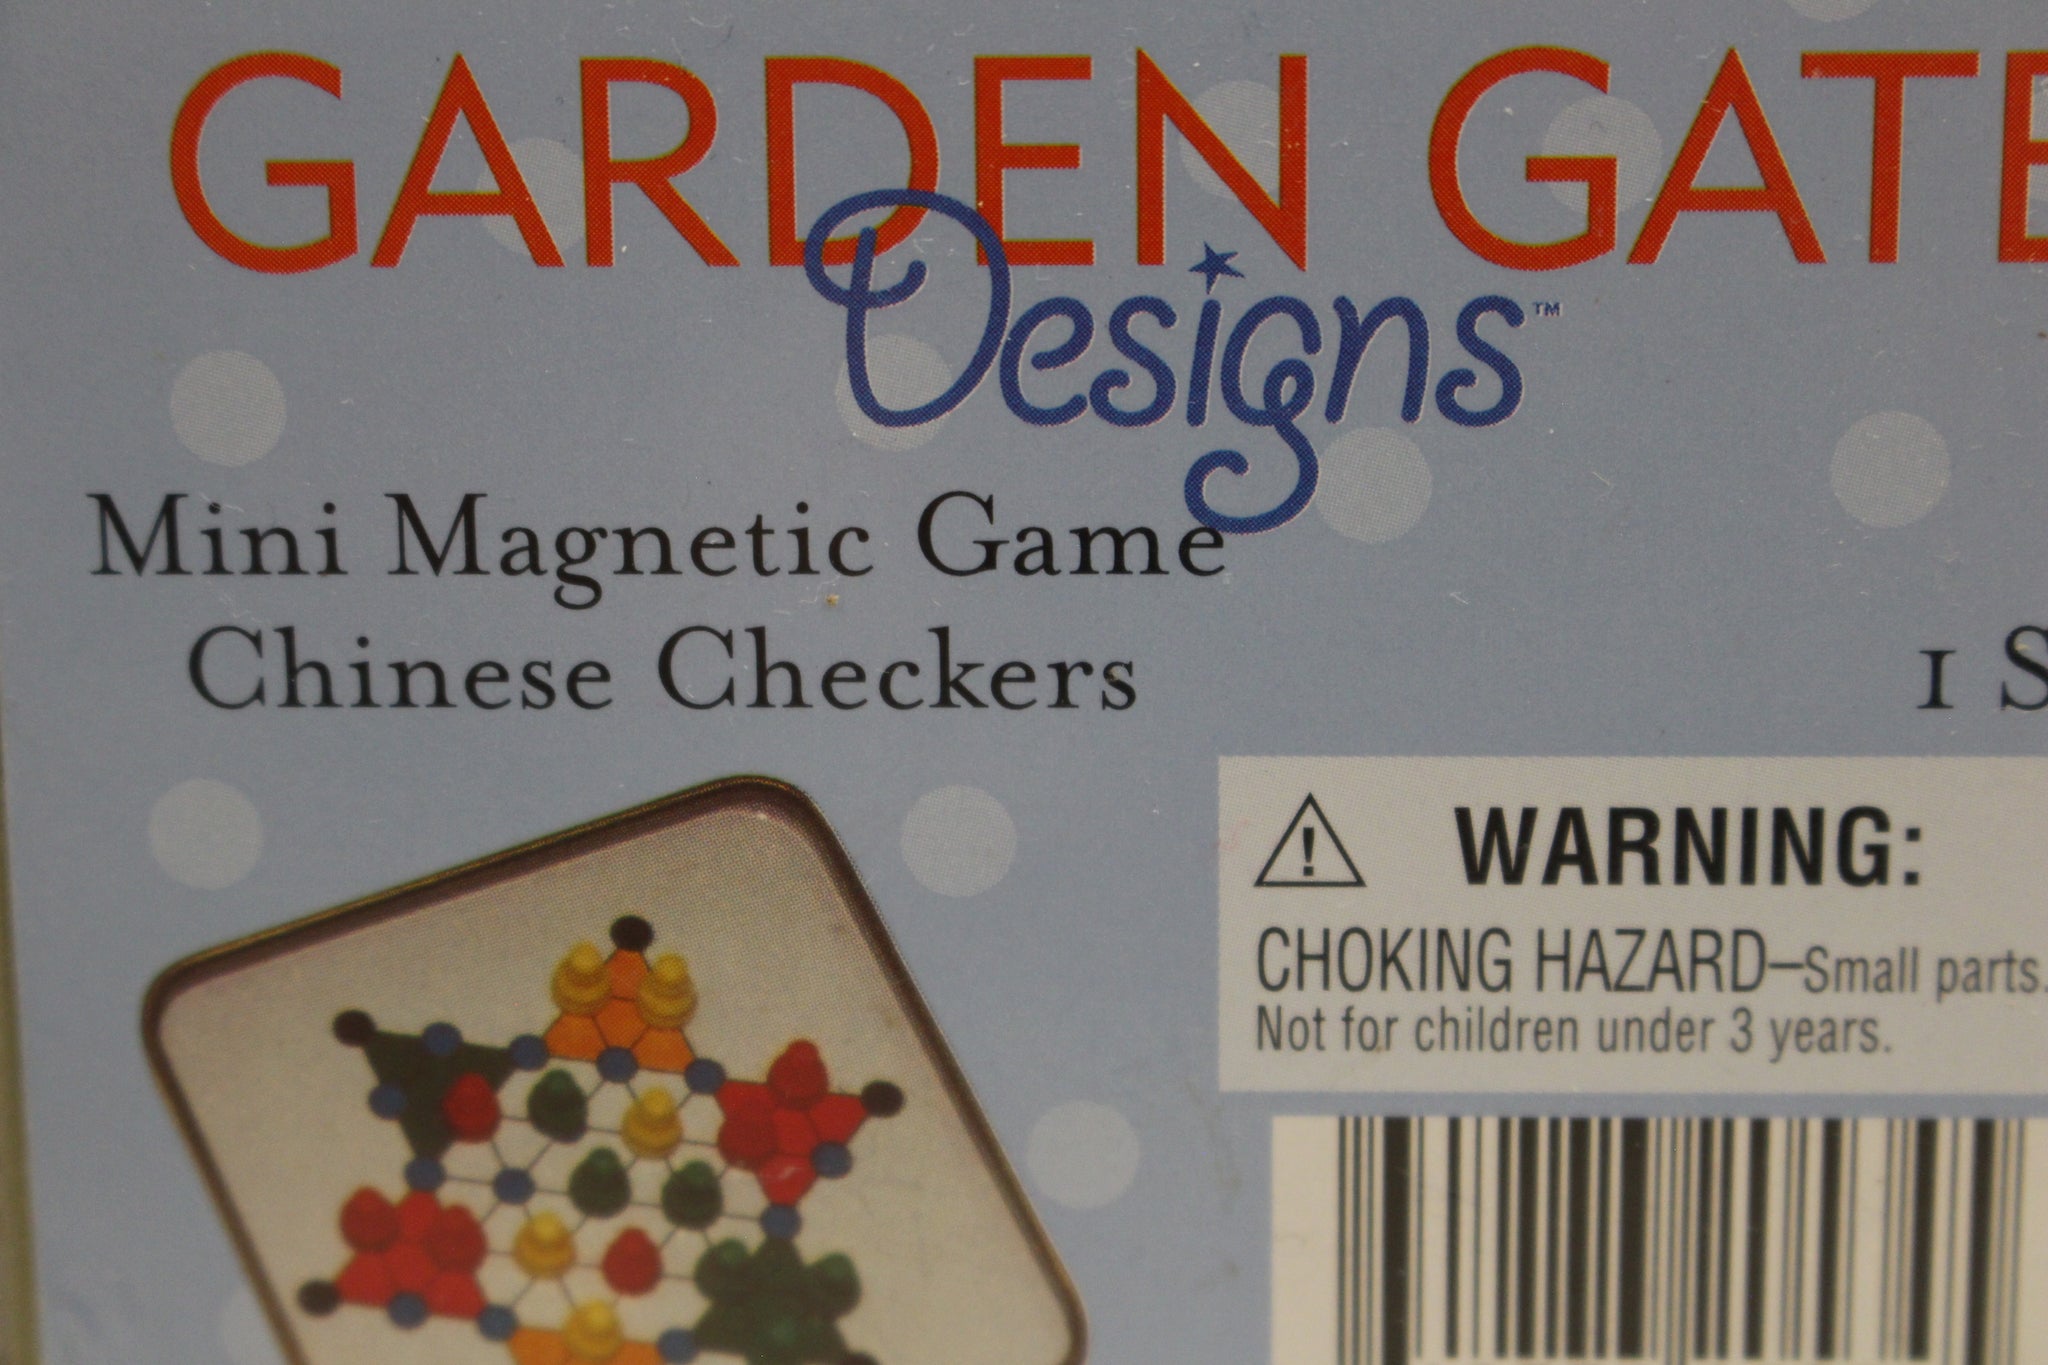 GARDEN GATE
Designs™
Mini Magnetic Game
Chinese Checkers
1
WARNING:
CHOKING HAZARD–Small parts.
Not for children under 3 years.